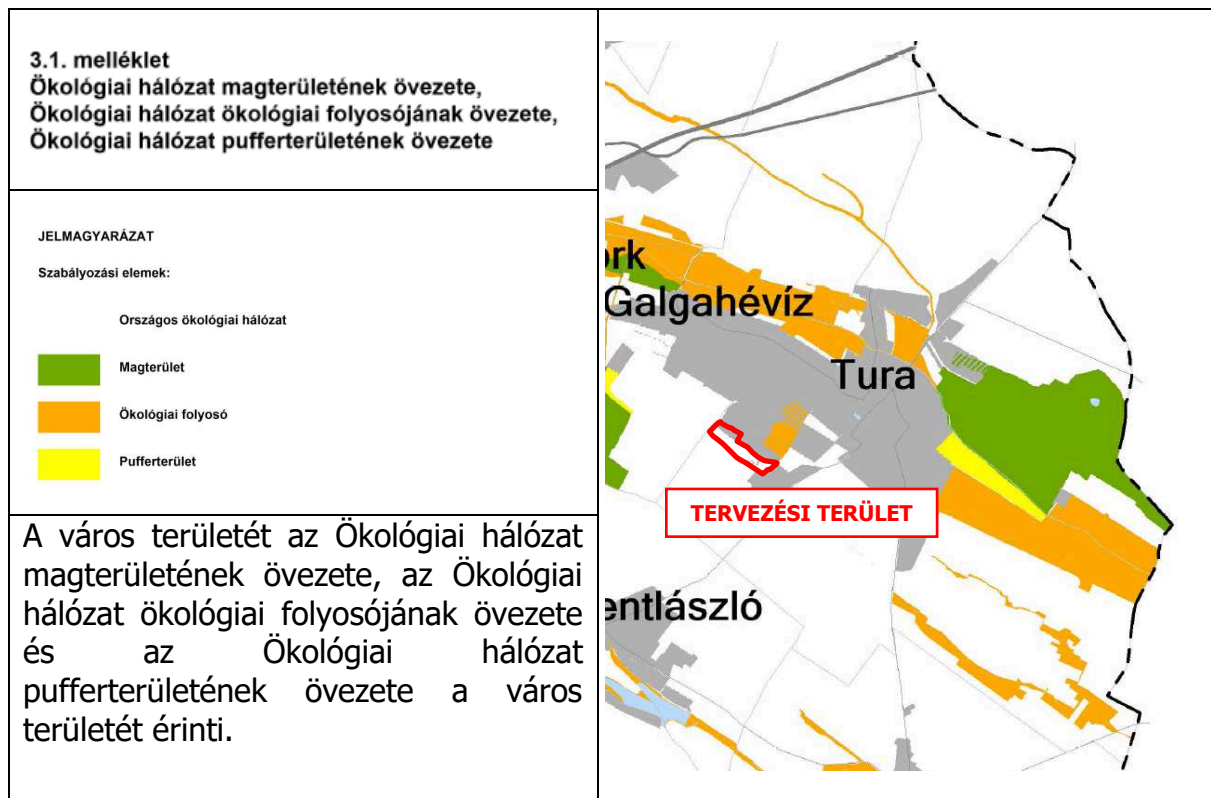 3.1. melléklet
Ökológiai hálózat magterületének övezete,
Ökológiai hálózat ökológiai folyosójának övezete,
Ökológiai hálózat pufferterületének övezete
JELMAGYARÁZAT
Szabályozási elemek:
Országos ökológiai hálózat
Magterület
Ökológiai folyosó
Pufferterület
A város területét az Ökológiai hálózat
magterületének övezete, az Ökológiai
hálózat ökológiai folyosójának övezete
és az Ökológiai hálózat
pufferterületének övezete a város
területét érinti.
ork
Galgahévíz
Tura
TERVEZÉSI TERÜLET
entlászló